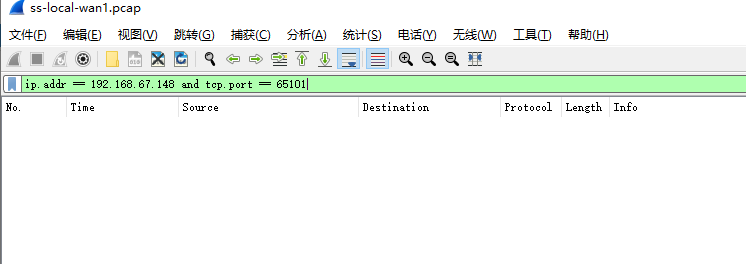 ss-local-wan1.pcap
文件(F) 编辑(E) 视图(V) 跳转(G) 捕获(C) 分析(A) 统计(S) 电话(Y) 无线(W) 工具(T) 帮助(H)
ip.addr == 192.168.67.148 and tcp.port == 65101
No. Time Source Destination Protocol Length Info